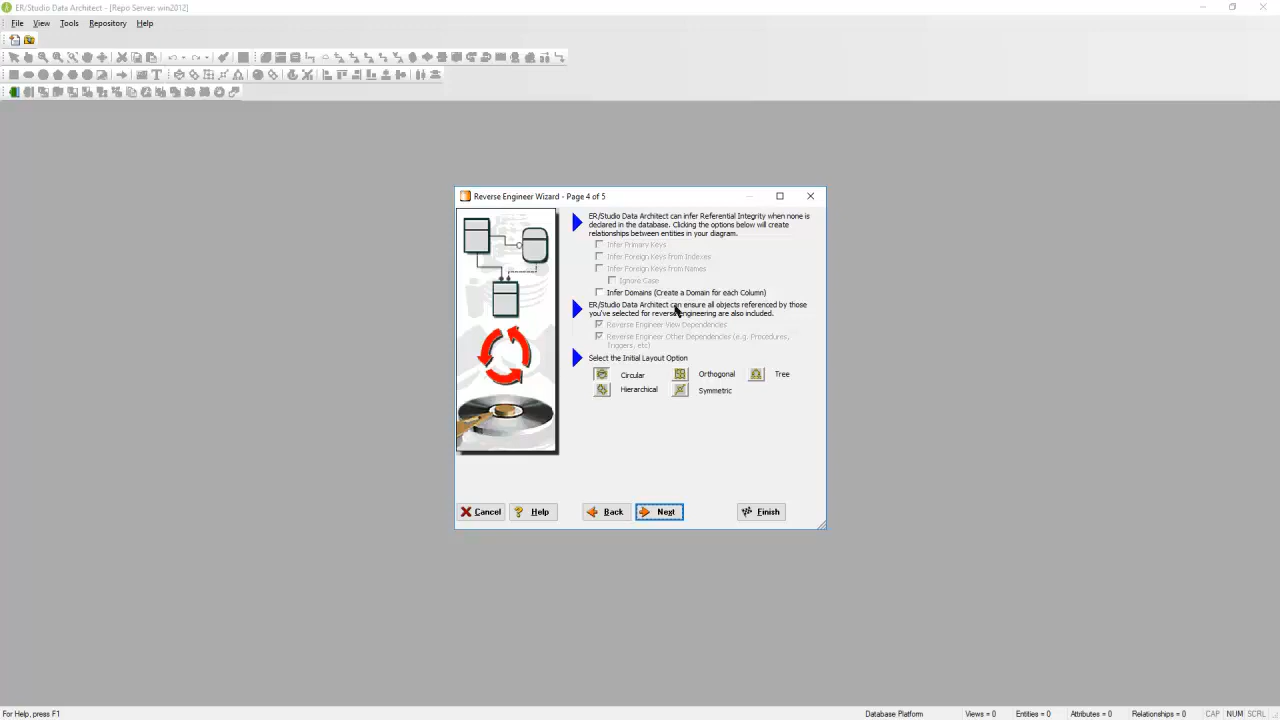 ER/Studio Data Architect - [Repo Server: win2012]
File View Tools Repository Help
Reverse Engineer Wizard - Page 4 of 5
ER/Studio Data Architect can infer Referential Integrity when none is
declared in the database. Clicking the options below will create
relationships between entities in your diagram.
Infer Primary Keys
Infer Foreign Keys from Indexes
Infer Foreign Keys from Names
Ignore Case
Infer Domains (Create a Domain for each Column)
ER/Studio Data Architect can ensure all objects referenced by those
you've selected for reverse engineering are also included.
Reverse Engineer View Dependencies
Reverse Engineer Other Dependencies (e.g. Procedures,
Triggers, etc)
Select the Initial Layout Option
Circular Orthogonal Tree
Hierarchical Symmetric
Cancel Help Back Next Finish
For Help, press F1 Database Platform Views = 0 Entities = 0 Attributes = 0 Relationships = 0 CAP NUM SCRL